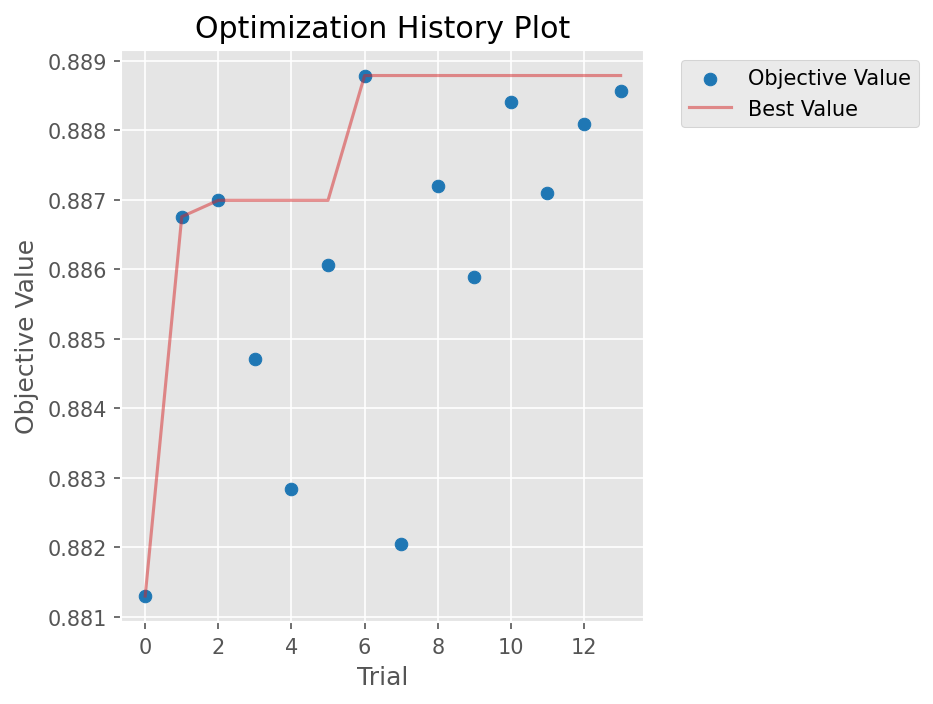 Optimization History Plot
Objective Value
Best Value
0.889
0.888
0.887
0.886
0.885
0.884
0.883
0.882
0.881
Objective Value
0 2 4 6 8 10 12
Trial